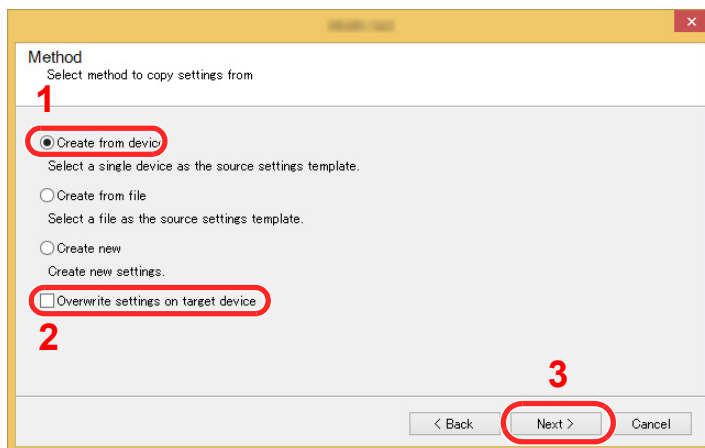 Method
Select method to copy settings from
1
Create from device
Select a single device as the source settings template.
Create from file
Select a file as the source settings template.
Create new
Create new settings.
Overwrite settings on target device
2
3
< Back Next > Cancel